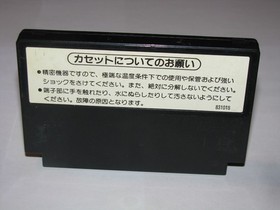 カセットについてのお願い
●精密機器ですので、極端な温度条件下での使用や保管および強い
ショックをさけてください。また、絶対に分解しないでください。
●端子部に手を触れたり、水にぬらしたりして汚さないようにして
ください。故障の原因となります。